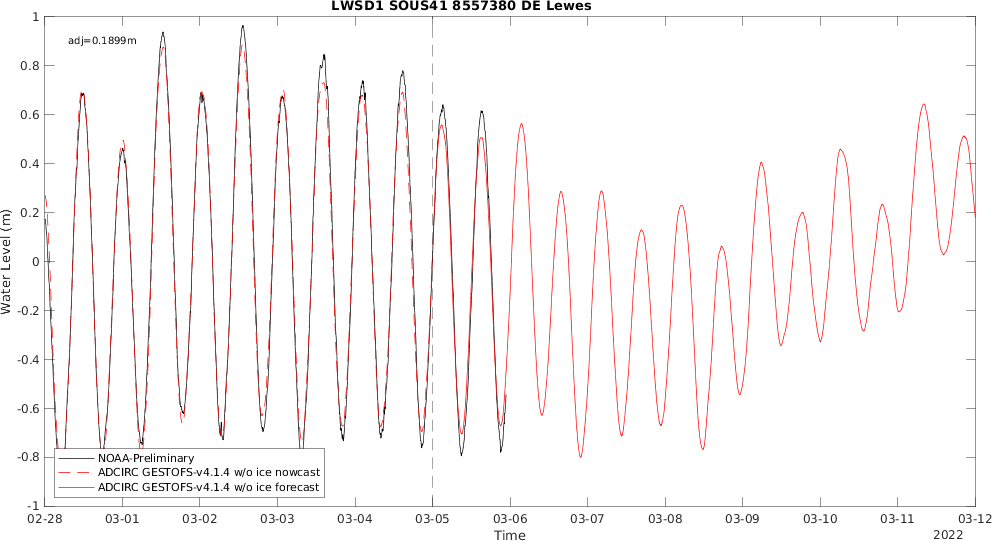 LWSD1 SOUS41 8557380 DE Lewes
adj=0.1899m
1
0.8
0.6
0.4
0.2
0
-0.2
-0.4
-0.6
-0.8
-1
Water Level (m)
NOAA-Preliminary
ADCIRC GESTOFS-v4.1.4 w/o ice nowcast
ADCIRC GESTOFS-v4.1.4 w/o ice forecast
02-28 03-01 03-02 03-03 03-04 03-05 03-06 03-07 03-08 03-09 03-10 03-11 03-12
Time
2022